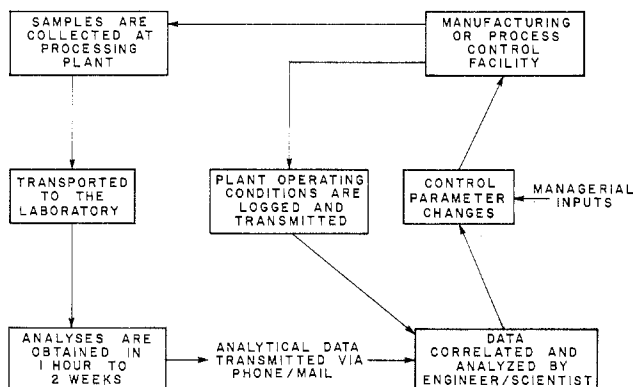 SAMPLES ARE
COLLECTED AT
PROCESSING
PLANT
MANUFACTURING
OR PROCESS
CONTROL
FACILITY
TRANSPORTED
TO THE
LABORATORY
PLANT OPERATING
CONDITIONS ARE
LOGGED AND
TRANSMITTED
CONTROL
PARAMETER
CHANGES
MANAGERIAL
INPUTS
ANALYSES ARE
OBTAINED IN
1 HOUR TO
2 WEEKS
ANALYTICAL DATA
TRANSMITTED VIA
PHONE/MAIL
DATA
CORRELATED AND
ANALYZED BY
ENGINEER/SCIENTIST